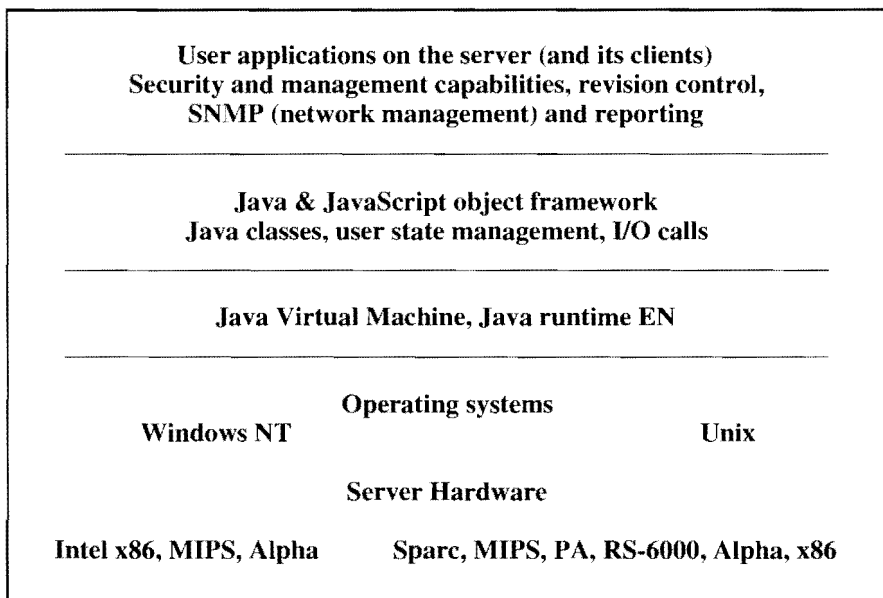 User applications on the server (and its clients)
Security and management capabilities, revision control,
SNMP (network management) and reporting
Java & JavaScript object framework
Java classes, user state management, I/O calls
Java Virtual Machine, Java runtime EN
Operating systems
Windows NT Unix
Server Hardware
Intel x86, MIPS, Alpha Sparc, MIPS, PA, RS-6000, Alpha, x86